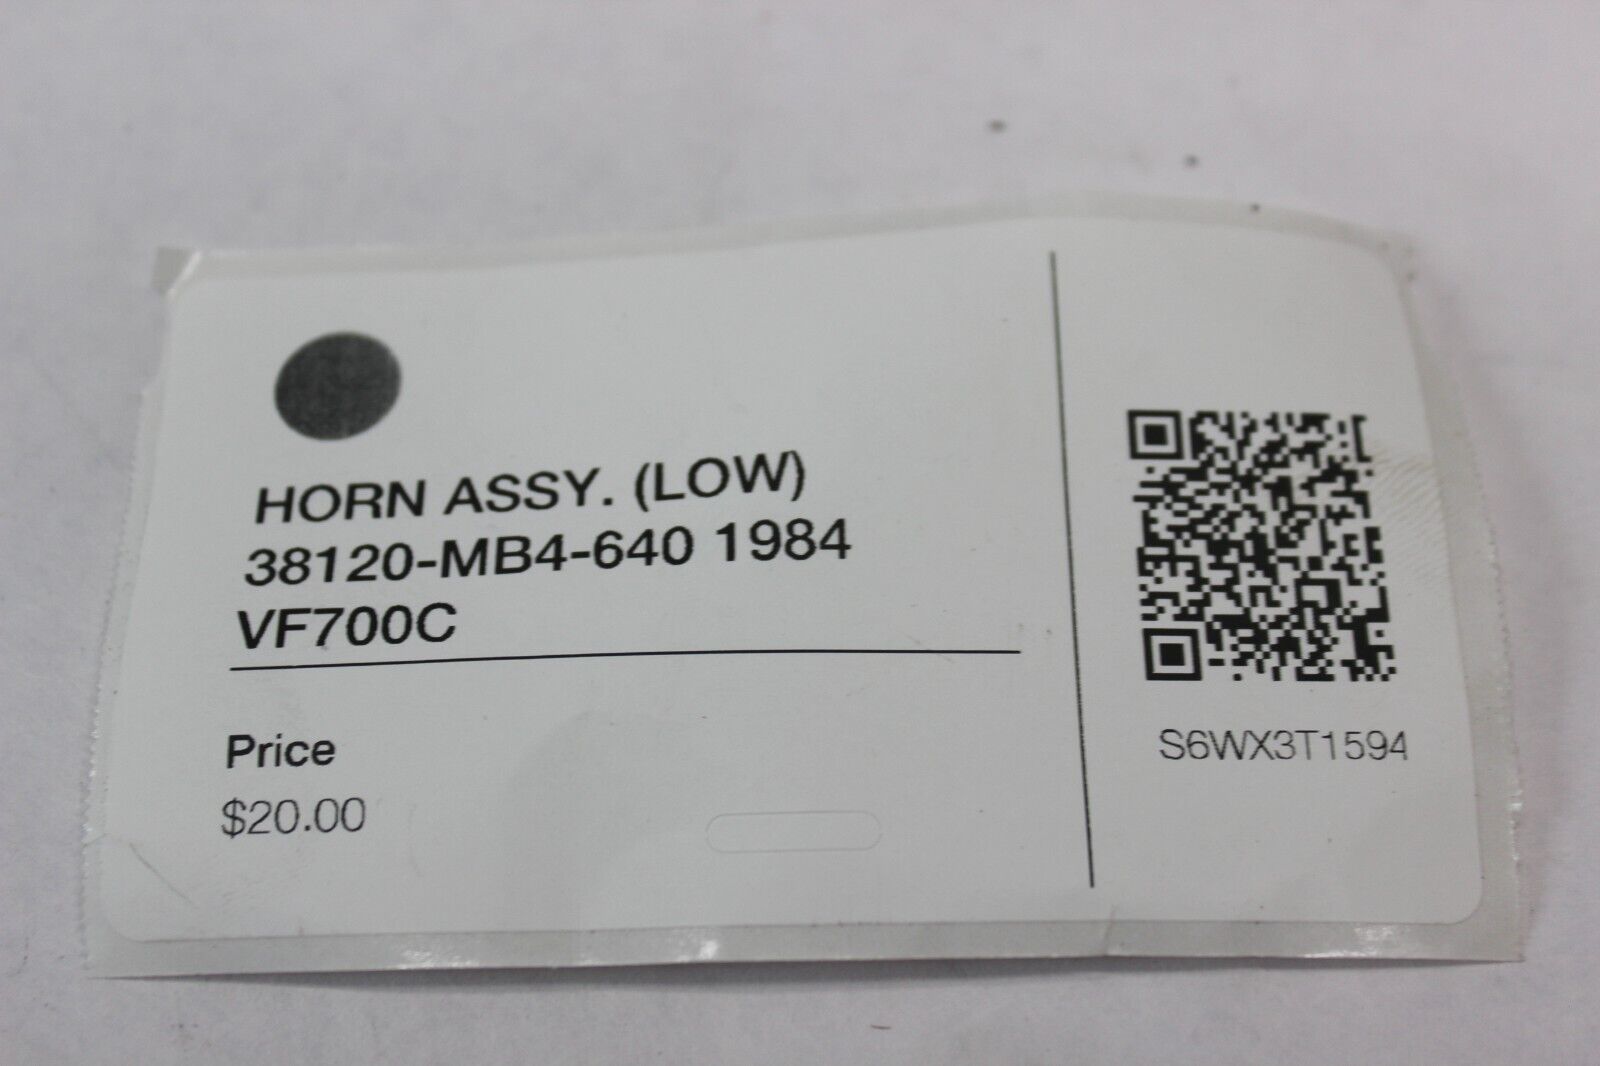 HORN ASSY. (LOW)
38120-MB4-640 1984
VF700C
Price
$20.00
S6WX3T1594